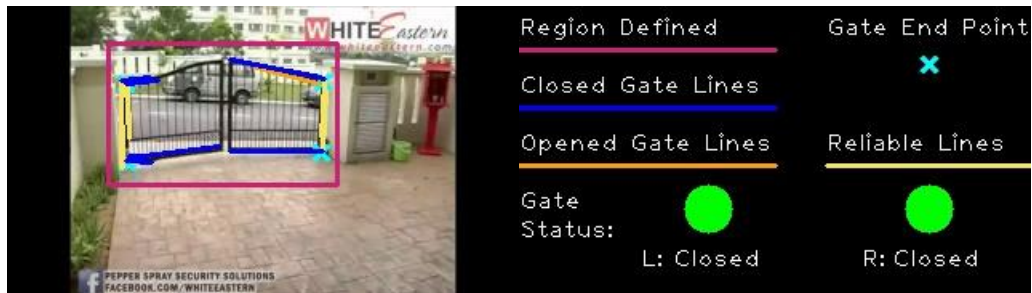 WHITE Eastern
www.whiteeastern.com
PEPPER SPRAY SECURITY SOLUTIONS
FACEBOOK.COM/WHITEEASTERN
Region Defined
Gate End Point
Closed Gate Lines
Opened Gate Lines
Reliable Lines
Gate
Status:
L: Closed
R: Closed